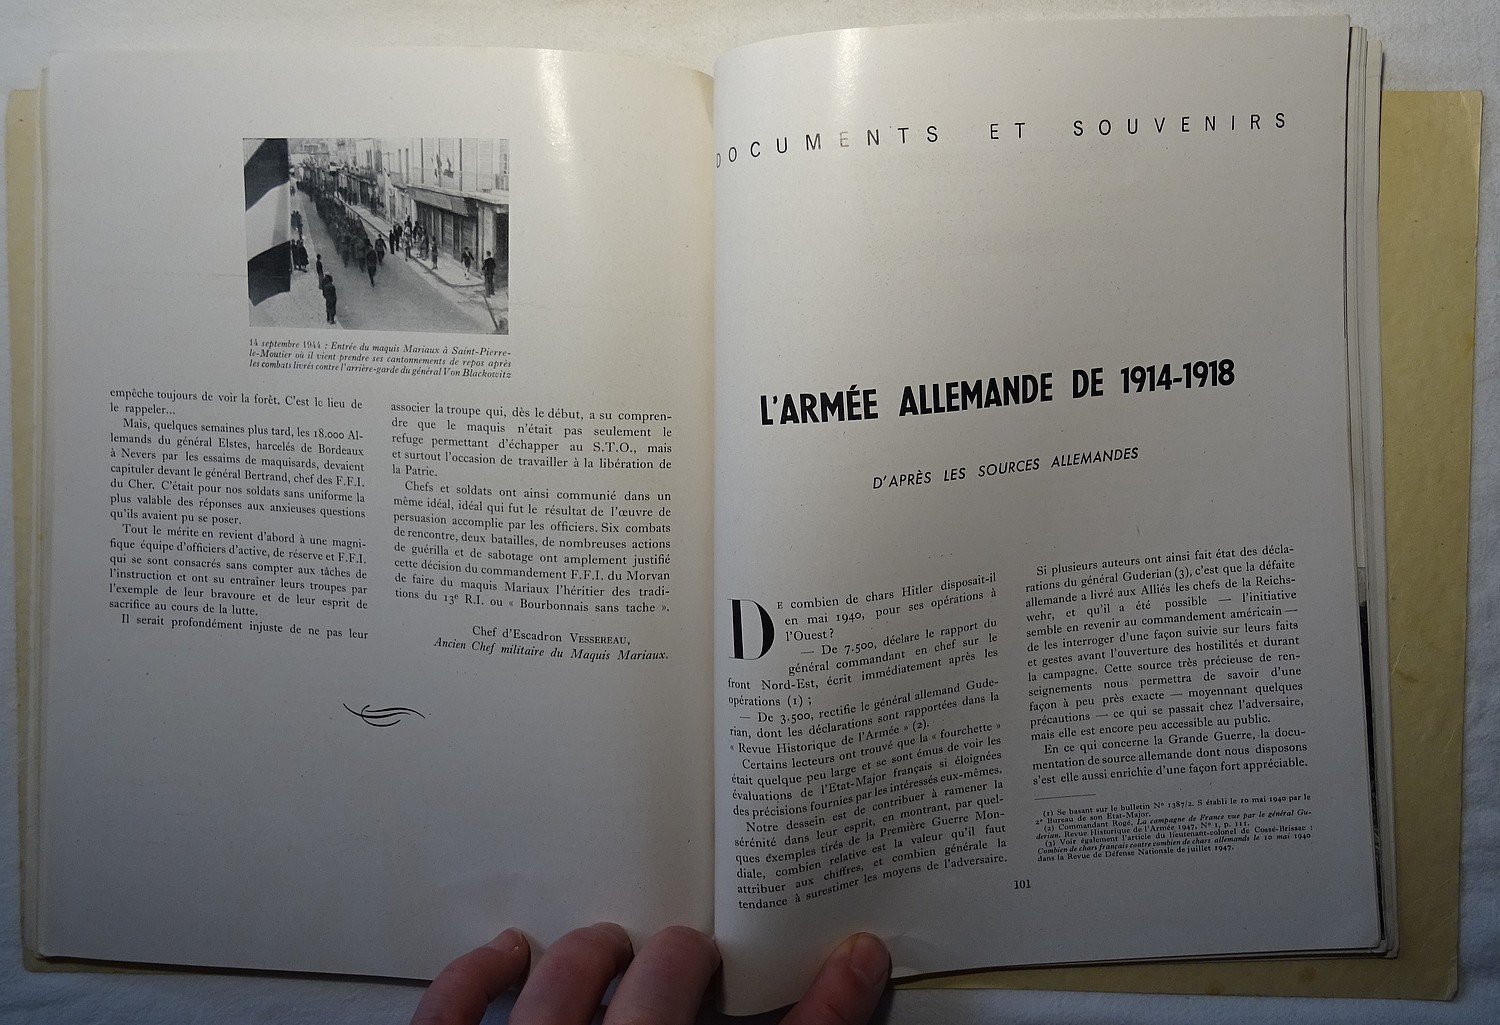 14 septembre 1944 : Entrée du maquis Mariaux à Saint-Pierre-
le-Moutier où il vient prendre ses cantonnements de repos après
les combats livrés contre l'arrière-garde du général Von Blackowitz
empêche toujours de voir la forêt. C'est le lieu de
le rappeler...
Mais, quelques semaines plus tard, les 18.000 Al-
lemands du général Elstes, harcelés de Bordeaux
à Nevers par les essaims de maquisards, devaient
capituler devant le général Bertrand, chef des F.F.I.
du Cher. C'était pour nos soldats sans uniforme la
plus valable des réponses aux anxieuses questions
qu'ils avaient pu se poser.
Tout le mérite en revient d'abord à une magni-
fique équipe d'officiers d'active, de réserve et F.F.I.
qui se sont consacrés sans compter aux tâches de
l'instruction et ont su entraîner leurs troupes par
l'exemple de leur bravoure et de leur esprit de
sacrifice au cours de la lutte.
Il serait profondément injuste de ne pas leur
associer la troupe qui, dès le début, a su compren-
dre que le maquis n'était pas seulement le
refuge permettant d'échapper au S.T.O., mais
et surtout l'occasion de travailler à la libération de
la Patrie.
Chefs et soldats ont ainsi communié dans un
même idéal, idéal qui fut le résultat de l'œuvre de
persuasion accomplie par les officiers. Six combats
de rencontre, deux batailles, de nombreuses actions
de guérilla et de sabotage ont amplement justifié
cette décision du commandement F.F.I. du Morvan
de faire du maquis Mariaux l'héritier des tradi-
tions du 13e R.I. ou « Bourbonnais sans tache ».
Chef d'Escadron VESSEREAU,
Ancien Chef militaire du Maquis Mariaux.
DOCUMENTS ET SOUVENIRS
L'ARMÉE ALLEMANDE DE 1914-1918
D'APRÈS LES SOURCES ALLEMANDES
DE combien de chars Hitler disposait-il
en mai 1940, pour ses opérations à
l'Ouest ?
— De 7.500, déclare le rapport du
général commandant en chef sur le
front Nord-Est, écrit immédiatement après les
opérations (1) ;
— De 3.500, rectifie le général allemand Gude-
rian, dont les déclarations sont rapportées dans la
« Revue Historique de l'Armée » (2).
Certains lecteurs ont trouvé que la « fourchette »
était quelque peu large et se sont émus de voir les
évaluations de l'Etat-Major français si éloignées
des précisions fournies par les intéressés eux-mêmes.
Notre dessein est de contribuer à ramener la
sérénité dans leur esprit, en montrant, par quel-
ques exemples tirés de la Première Guerre Mon-
diale, combien relative est la valeur qu'il faut
attribuer aux chiffres, et combien générale la
tendance à surestimer les moyens de l'adversaire.
Si plusieurs auteurs ont ainsi fait état des décla-
rations du général Guderian (3), c'est que la défaite
allemande a livré aux Alliés les chefs de la Reichs-
wehr, et qu'il a été possible — l'initiative
semble en revenir au commandement américain —
de les interroger d'une façon suivie sur leurs faits
et gestes avant l'ouverture des hostilités et durant
la campagne. Cette source très précieuse de ren-
seignements nous permettra de savoir d'une
façon à peu près exacte — moyennant quelques
précautions — ce qui se passait chez l'adversaire,
mais elle est encore peu accessible au public.
En ce qui concerne la Grande Guerre, la docu-
mentation de source allemande dont nous disposons
s'est elle aussi enrichie d'une façon fort appréciable.
(1) Se basant sur le bulletin N° 1387/2. S établi le 10 mai 1940 par le
2e Bureau de son Etat-Major.
(2) Commandant Rogé, La campagne de France vue par le général Gu-
derian. Revue Historique de l'Armée 1947, N° 1, p. 111.
(3) Voir également l'article du lieutenant-colonel de Cossé-Brissac :
Combien de chars français contre combien de chars allemands le 10 mai 1940
dans la Revue de Défense Nationale de juillet 1947.
101